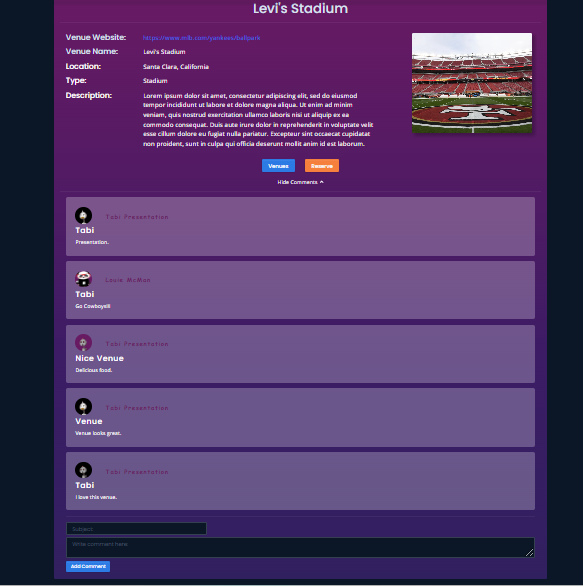 Levi's Stadium
Venue Website: https://www.mlb.com/yankees/ballpark
Venue Name: Levi's Stadium
Location: Santa Clara, California
Type: Stadium
Description: Lorem ipsum dolor sit amet, consectetur adipiscing elit, sed do eiusmod
tempor incididunt ut labore et dolore magna aliqua. Ut enim ad minim
veniam, quis nostrud exercitation ullamco laboris nisi ut aliquip ex ea
commodo consequat. Duis aute irure dolor in reprehenderit in voluptate velit
esse cillum dolore eu fugiat nulla pariatur. Excepteur sint occaecat cupidatat
non proident, sunt in culpa qui officia deserunt mollit anim id est laborum.
Venues Reserve
Hide Comments ^
Tabi Presentation
Tabi
Presentation.
Louie McMan
Tabi
Go Cowboys!!
Tabi Presentation
Nice Venue
Delicious food.
Tabi Presentation
Venue
Venue looks great.
Tabi Presentation
Tabi
I love this venue.
Subject
Write comment here
Add Comment